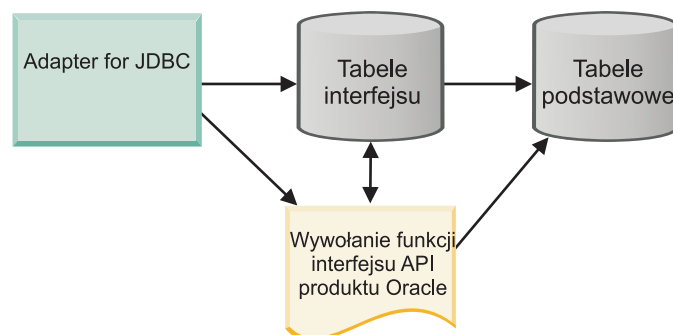 Adapter for JDBC
Tabele
interfejsu
Tabele
podstawowe
Wywołanie funkcji
interfejsu API
produktu Oracle